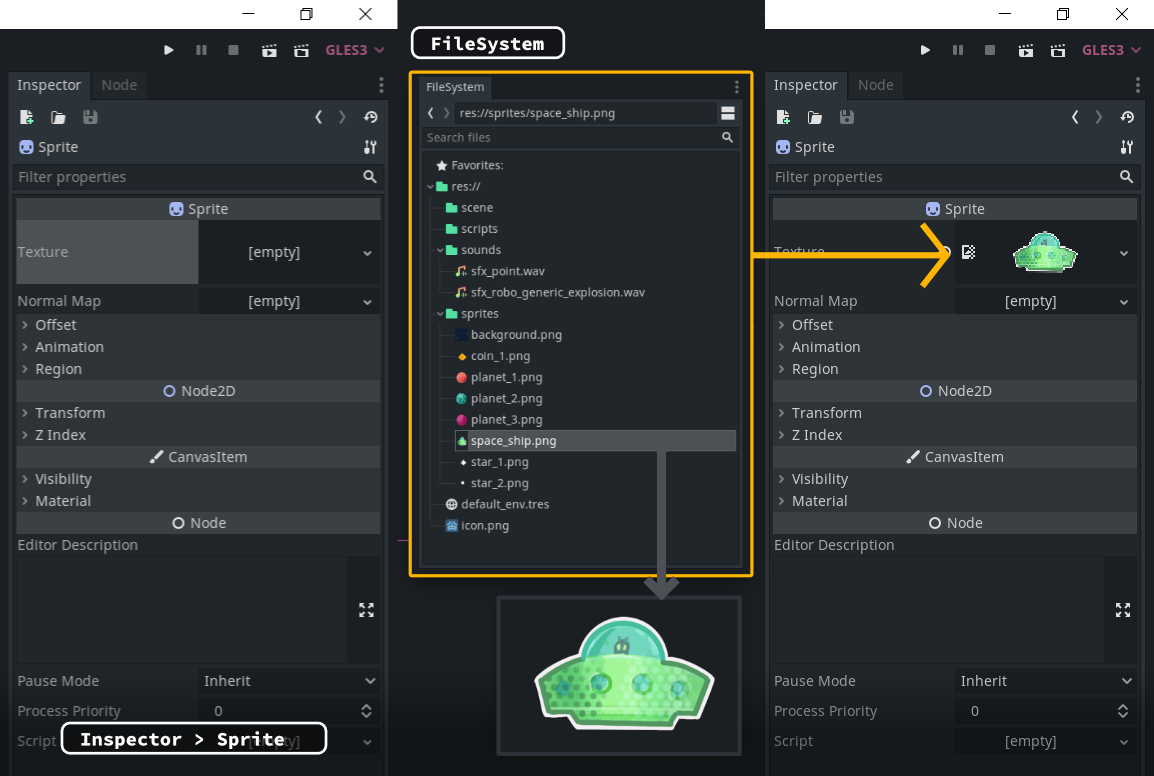 GLES3
Inspector
Node
Sprite
Filter properties
Sprite
Texture
[empty]
Normal Map
[empty]
Offset
Animation
Region
Node2D
Transform
Z Index
CanvasItem
Visibility
Material
Node
Editor Description
Pause Mode
Inherit
Process Priority
0
Script
[empty]
Inspector > Sprite
FileSystem
FileSystem
res://sprites/space_ship.png
Search files
Favorites:
res://
scene
scripts
sounds
sfx_point.wav
sfx_robo_generic_explosion.wav
sprites
background.png
coin_1.png
planet_1.png
planet_2.png
planet_3.png
space_ship.png
star_1.png
star_2.png
default_env.tres
icon.png
GLES3
Inspector
Node
Sprite
Filter properties
Sprite
Texture
Normal Map
[empty]
Offset
Animation
Region
Node2D
Transform
Z Index
CanvasItem
Visibility
Material
Node
Editor Description
Pause Mode
Inherit
Process Priority
0
Script
[empty]